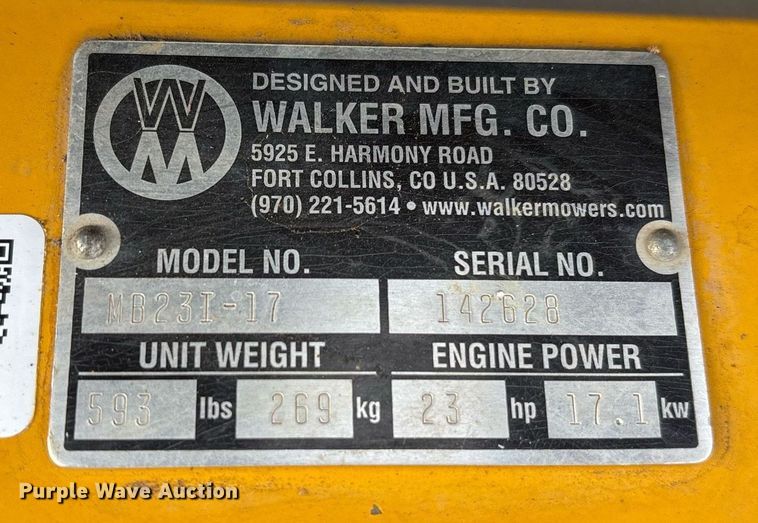 W
M
DESIGNED AND BUILT BY
WALKER MFG. CO.
5925 E. HARMONY ROAD
FORT COLLINS, CO U.S.A. 80528
(970) 221-5614 • www.walkermowers.com
MODEL NO. SERIAL NO.
MB23I-17 142628
UNIT WEIGHT ENGINE POWER
593 lbs 269 kg 23 hp 17.1 kw
Purple Wave Auction